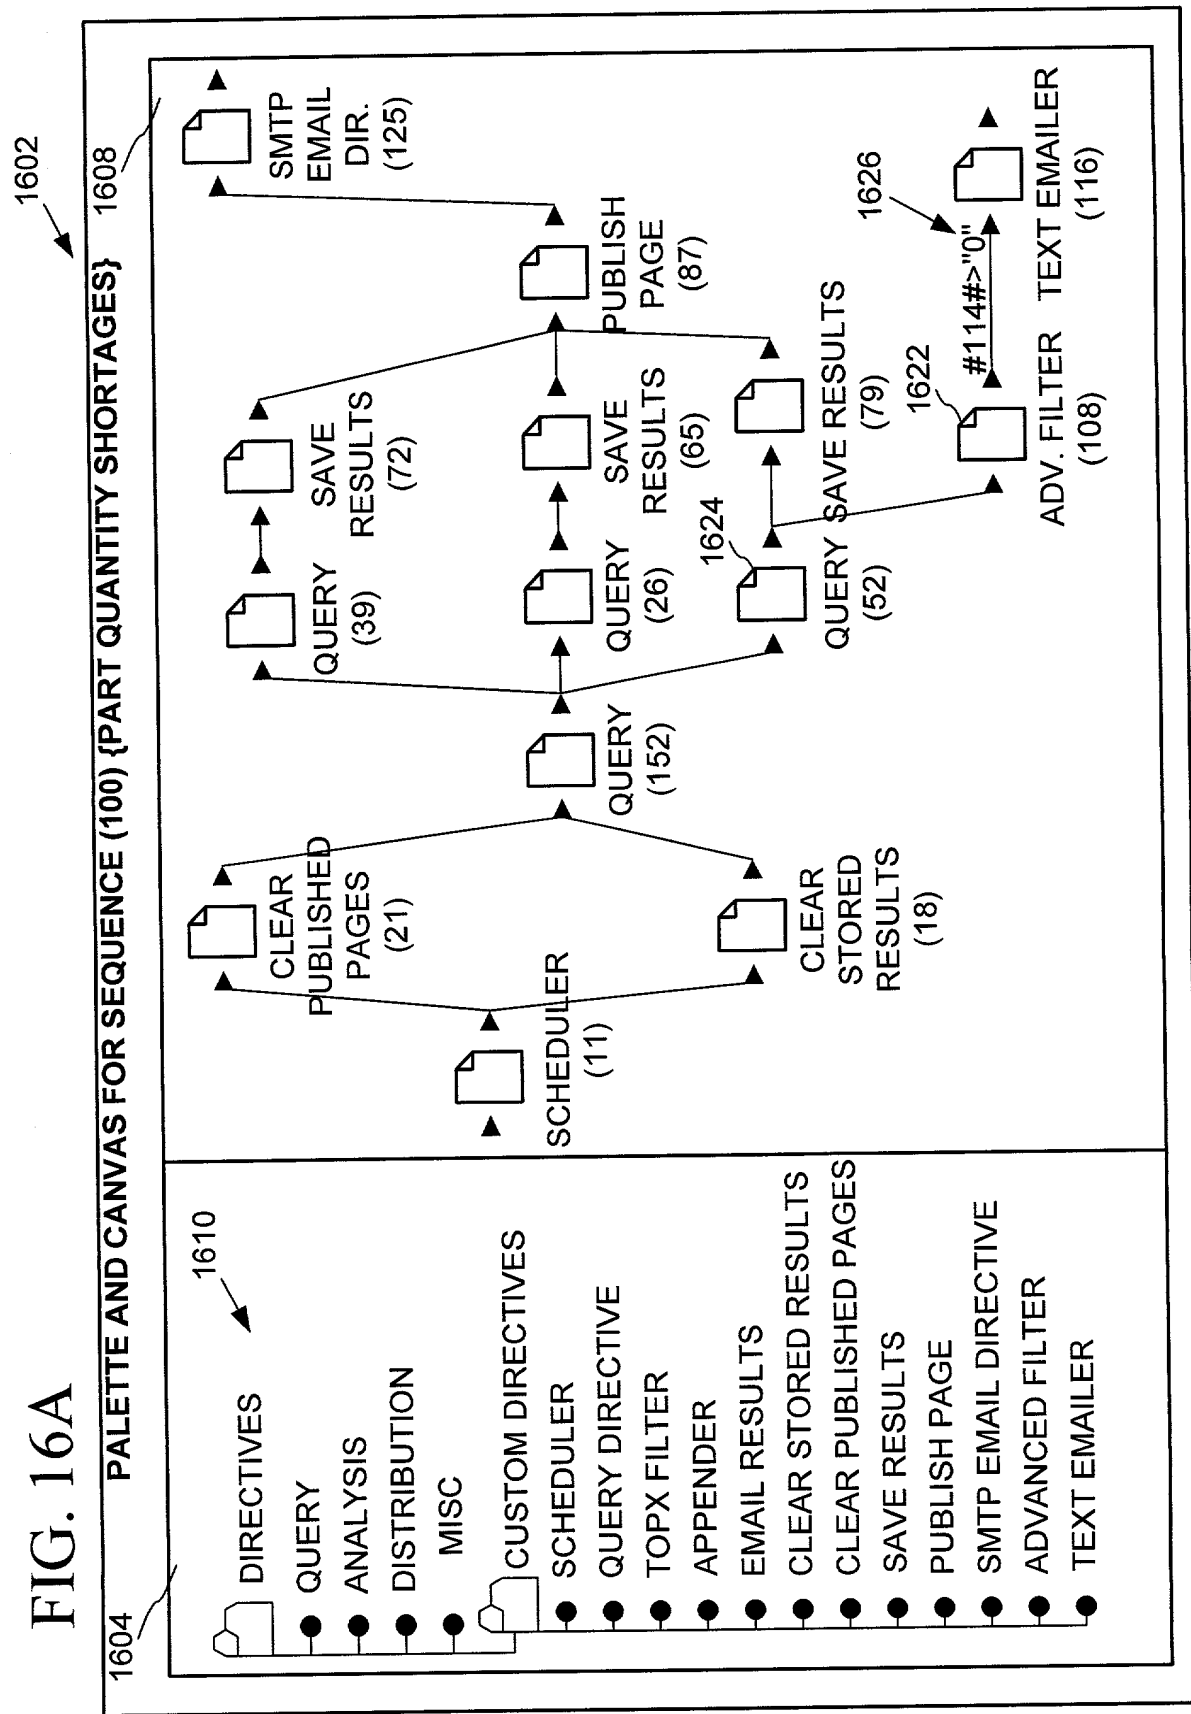 FIG. 16A
1602
1604
PALETTE AND CANVAS FOR SEQUENCE (100) {PART QUANTITY SHORTAGES}
1608
1610
DIRECTIVES
QUERY
ANALYSIS
DISTRIBUTION
MISC
CUSTOM DIRECTIVES
SCHEDULER
QUERY DIRECTIVE
TOPX FILTER
APPENDER
EMAIL RESULTS
CLEAR STORED RESULTS
CLEAR PUBLISHED PAGES
SAVE RESULTS
PUBLISH PAGE
SMTP EMAIL DIRECTIVE
ADVANCED FILTER
TEXT EMAILER
SCHEDULER
(11)
CLEAR
PUBLISHED
PAGES
(21)
CLEAR
STORED
RESULTS
(18)
QUERY
(152)
QUERY
(39)
QUERY
(26)
1624
QUERY
(52)
SAVE
RESULTS
(72)
SAVE
RESULTS
(65)
SAVE RESULTS
(79)
PUBLISH
PAGE
(87)
SMTP
EMAIL
DIR.
(125)
1622
ADV. FILTER
(108)
#114#>"0"
1626
TEXT EMAILER
(116)